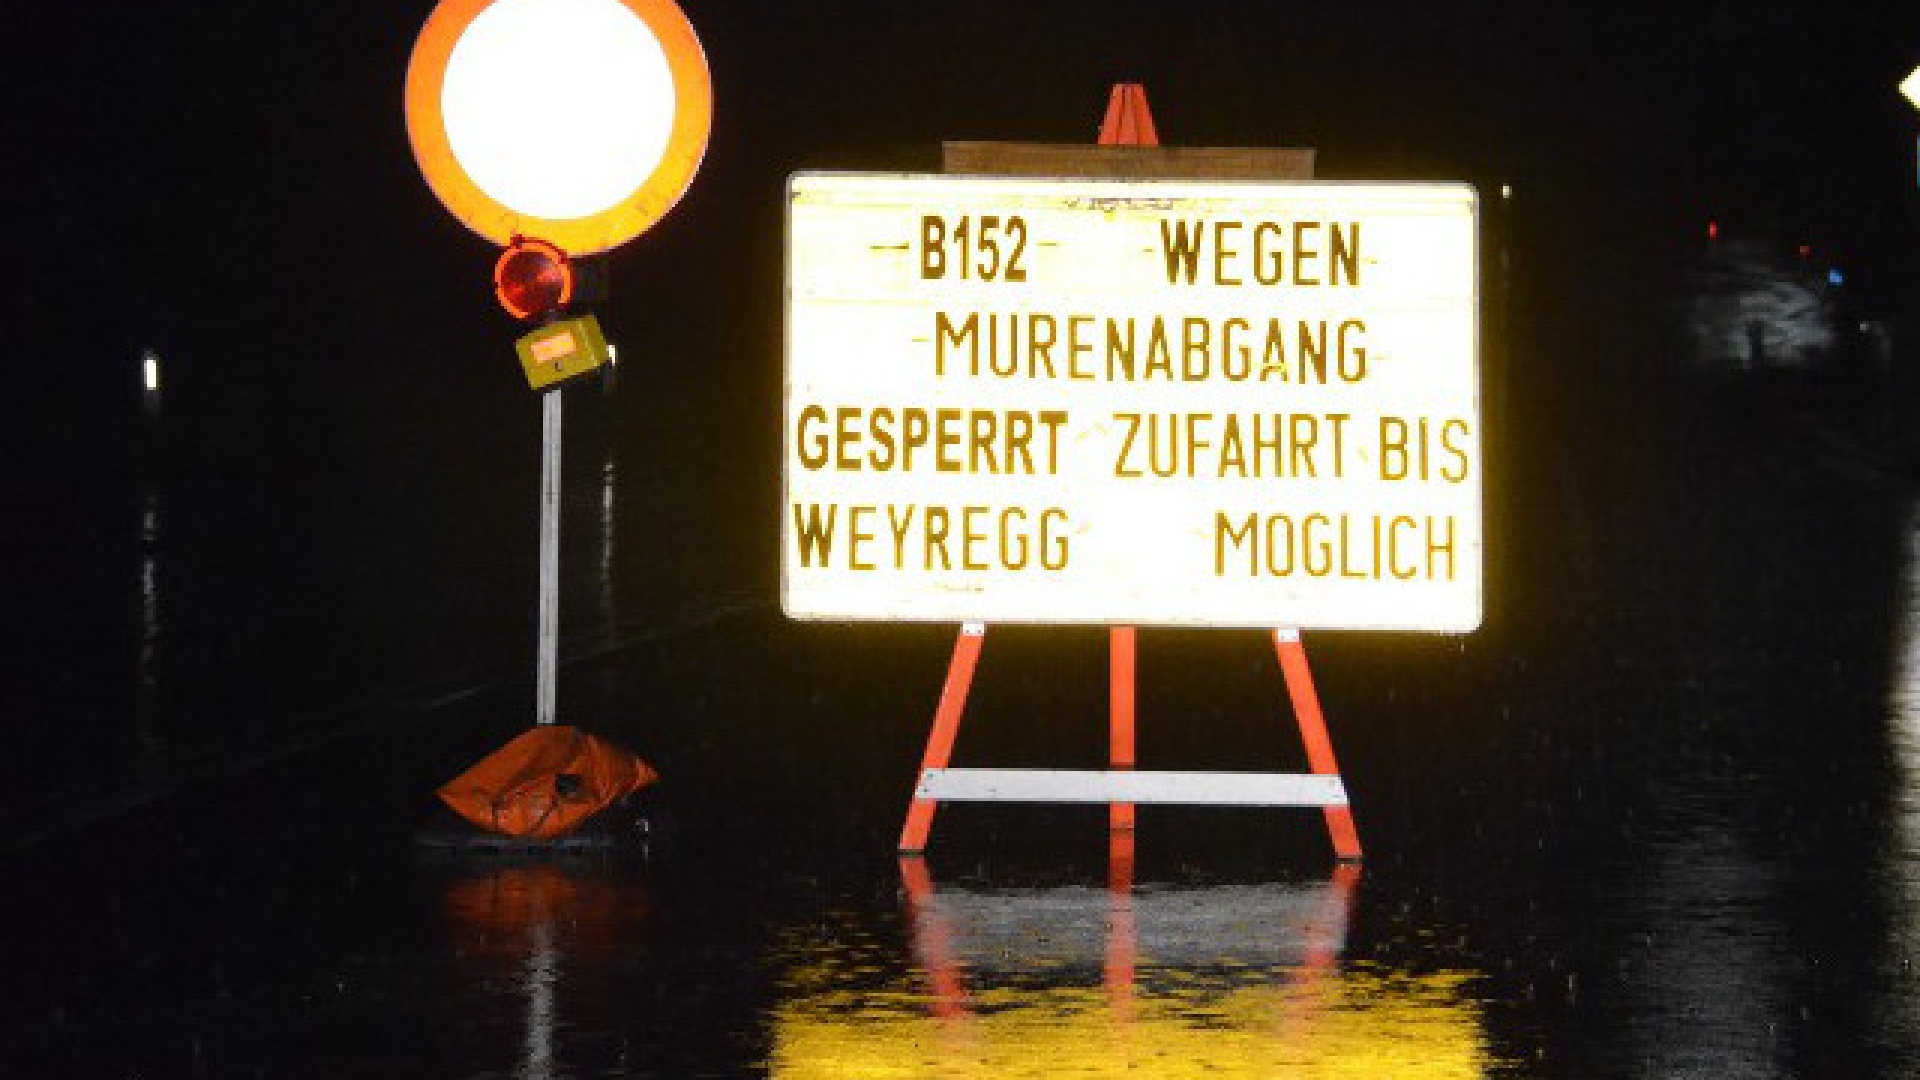 B152 WEGEN
MURENABGANG
GESPERRT ZUFAHRT BIS
WEYREGG MOGLICH